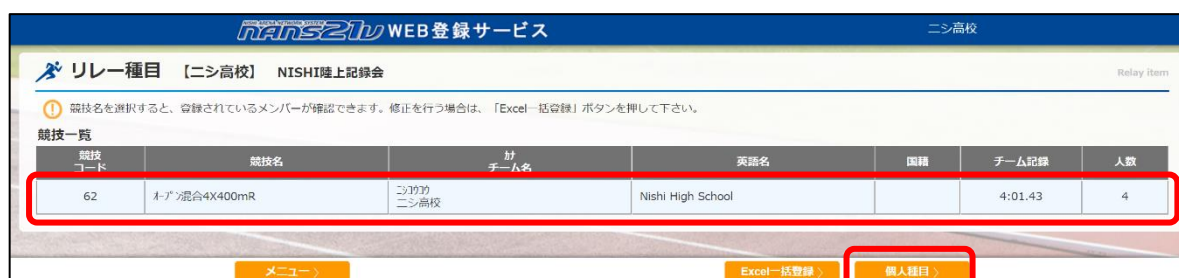 NISHI ARENA NETWORK SYSTEM
NANS21V WEB登録サービス ニシ高校
リレー種目 【ニシ高校】 NISHI陸上記録会 Relay item
競技名を選択すると、登録されているメンバーが確認できます。修正を行う場合は、「Excel一括登録」ボタンを押して下さい。
競技一覧
競技コード 競技名 ｶﾅ チーム名 英語名 国籍 チーム記録 人数
62 ｵｰﾌﾟﾝ混合4X400mR ﾆｼｺｳｺｳ ニシ高校 Nishi High School 4:01.43 4
メニュー〉 Excel一括登録〉 個人種目〉